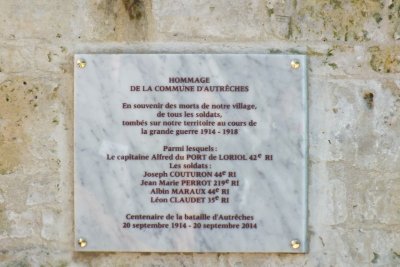 HOMMAGE
DE LA COMMUNE D'AUTRÊCHES
En souvenir des morts de notre village,
de tous les soldats,
tombés sur notre territoire au cours de
la grande guerre 1914 - 1918
Parmi lesquels :
Le capitaine Alfred du PORT de LORIOL 42e RI
Les soldats :
Joseph COUTURON 44e RI
Jean Marie PERROT 219e RI
Albin MARAUX 44e RI
Léon CLAUDET 35e RI
Centenaire de la bataille d'Autrêches
20 septembre 1914 - 20 septembre 2014